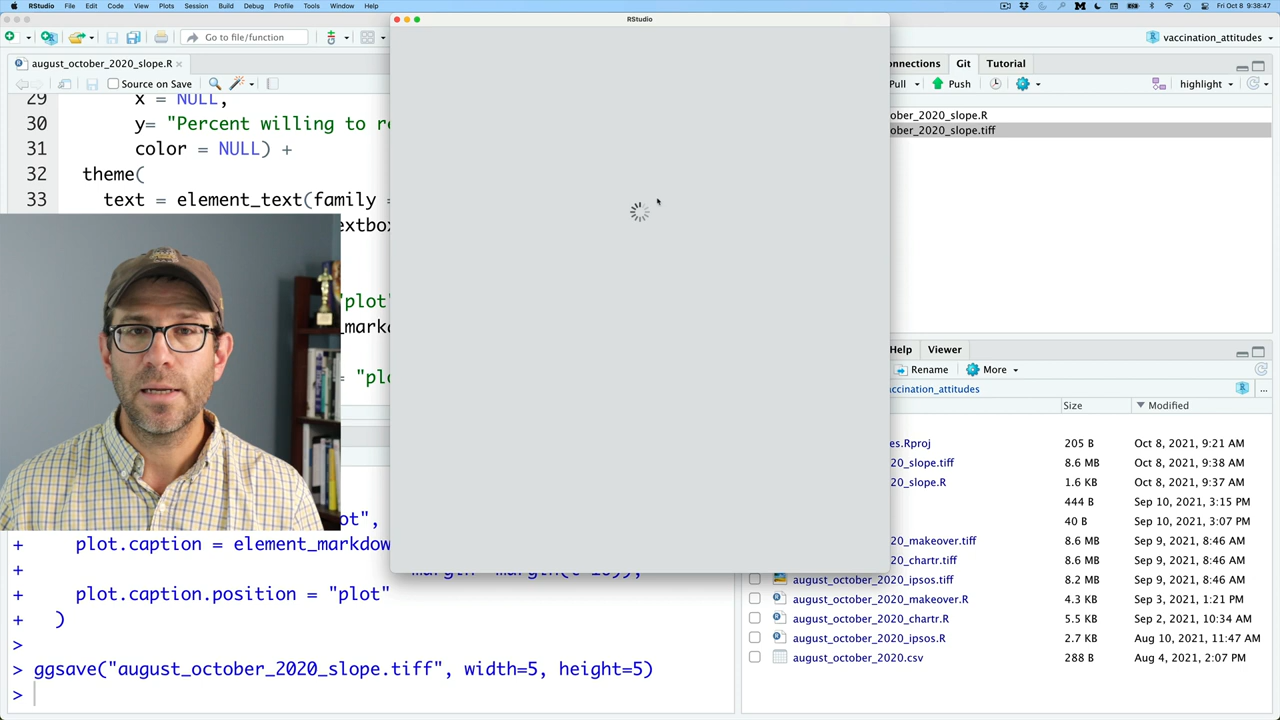 RStudio File Edit Code View Plots Session Build Debug Profile Tools Window Help Fri Oct 8 9:38:47
RStudio
Go to file/function
vaccination_attitudes
august_october_2020_slope.R
onnections Git Tutorial
Source on Save
Pull Push highlight
29 x = NULL,
ober_2020_slope.R
30 y= "Percent willing to re
ober_2020_slope.tiff
31 color = NULL) +
32 theme(
33 text = element_text(family =
extbox
"plot"
_markd
= "plo
Help Viewer
Rename More
accination_attitudes
Size Modified
es.Rproj 205 B Oct 8, 2021, 9:21 AM
20_slope.tiff 8.6 MB Oct 8, 2021, 9:38 AM
20_slope.R 1.6 KB Oct 8, 2021, 9:37 AM
444 B Sep 10, 2021, 3:15 PM
40 B Sep 10, 2021, 3:07 PM
20_makeover.tiff 8.6 MB Sep 9, 2021, 8:46 AM
20_chartr.tiff 8.6 MB Sep 9, 2021, 8:46 AM
august_october_2020_ipsos.tiff 8.2 MB Sep 9, 2021, 8:46 AM
august_october_2020_makeover.R 4.3 KB Sep 3, 2021, 1:21 PM
august_october_2020_chartr.R 5.5 KB Sep 2, 2021, 10:34 AM
august_october_2020_ipsos.R 2.7 KB Aug 10, 2021, 11:47 AM
august_october_2020.csv 288 B Aug 4, 2021, 2:07 PM
ot",
+ plot.caption = element_markdow
+
+ plot.caption.position = "plot"
+ )
>
> ggsave("august_october_2020_slope.tiff", width=5, height=5)
>